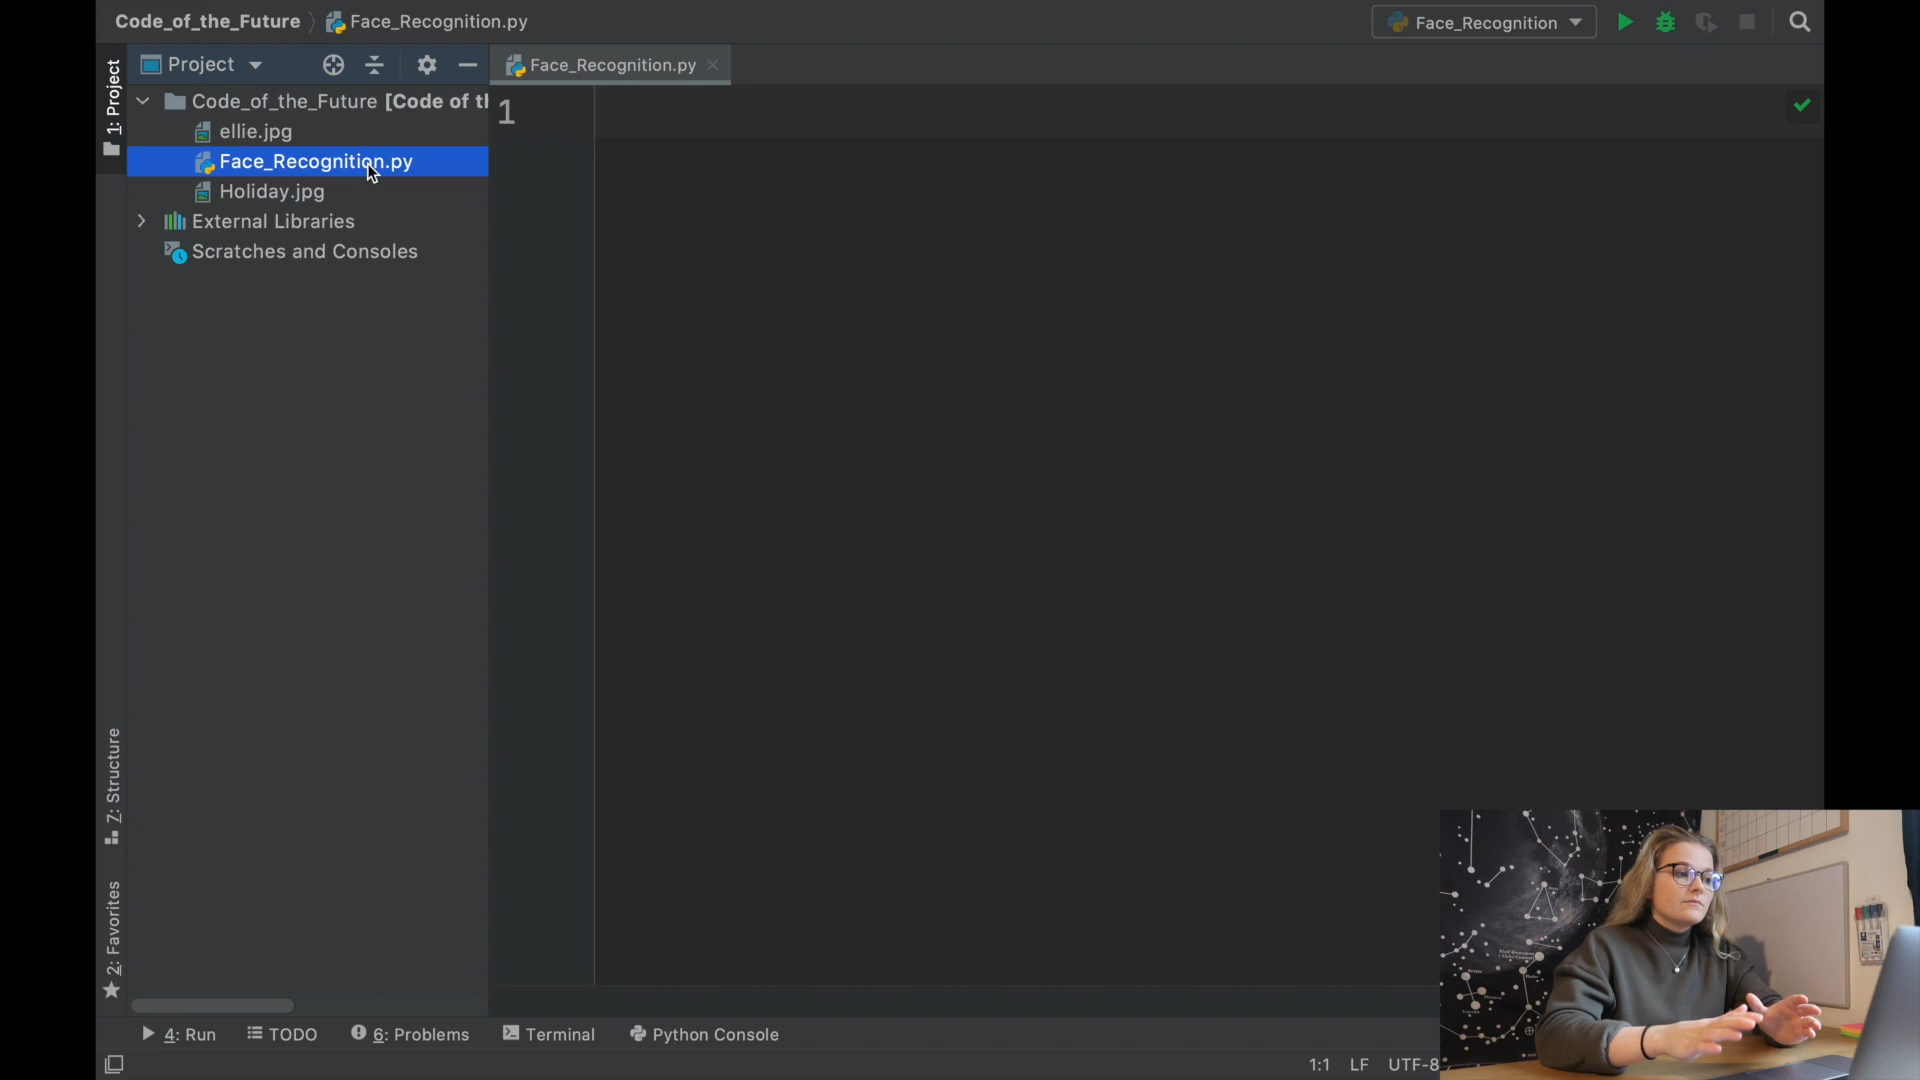 Code_of_the_Future
Face_Recognition.py
Face_Recognition
Project
Face_Recognition.py
1: Project
Code_of_the_Future [Code of tl
1
ellie.jpg
Face_Recognition.py
Holiday.jpg
External Libraries
Scratches and Consoles
7: Structure
2: Favorites
4: Run
TODO
6: Problems
Terminal
Python Console
1:1
LF
UTF-8